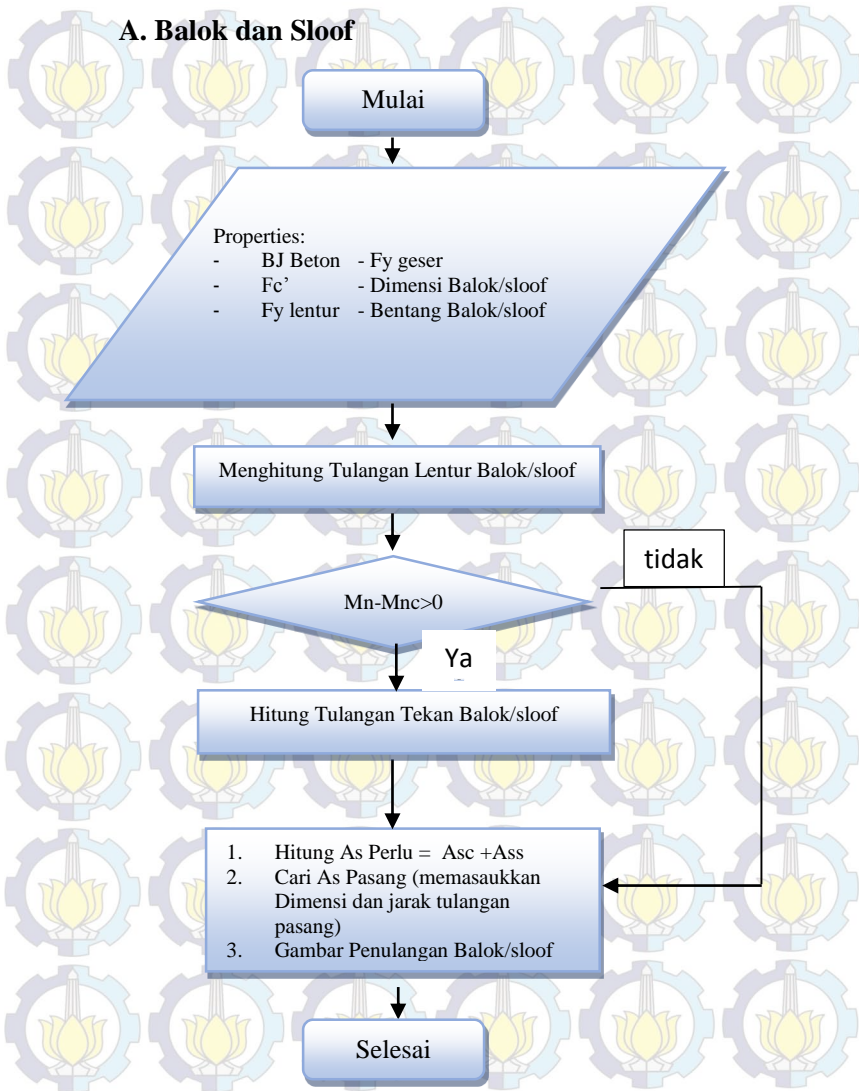 A. Balok dan Sloof
Mulai
Properties:
- BJ Beton - Fy geser
- Fc’ - Dimensi Balok/sloof
- Fy lentur - Bentang Balok/sloof
Menghitung Tulangan Lentur Balok/sloof
tidak
Mn-Mnc>0
Ya
Hitung Tulangan Tekan Balok/sloof
1. Hitung As Perlu = Asc +Ass
2. Cari As Pasang (memasaukkan
Dimensi dan jarak tulangan
pasang)
3. Gambar Penulangan Balok/sloof
Selesai